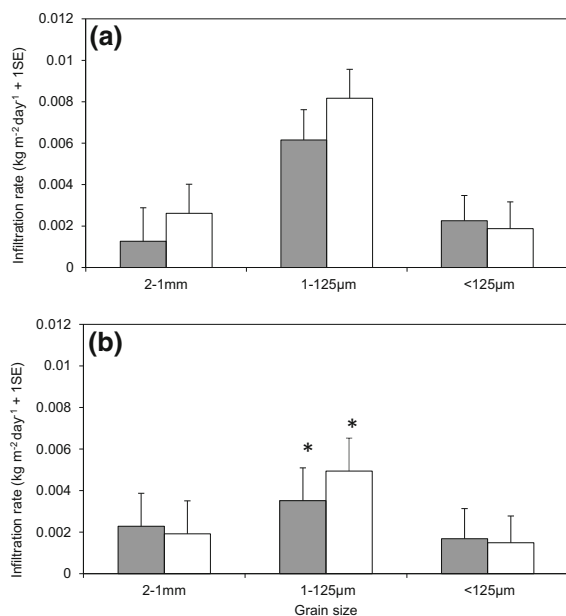 (a)
Infiltration rate (kg m⁻² day⁻¹ + 1SE)
0.012
0.01
0.008
0.006
0.004
0.002
0
2-1mm 1-125µm <125µm
(b)
Infiltration rate (kg m⁻² day⁻¹ + 1SE)
0.012
0.01
0.008
0.006
0.004
0.002
0
* *
2-1mm 1-125µm <125µm
Grain size